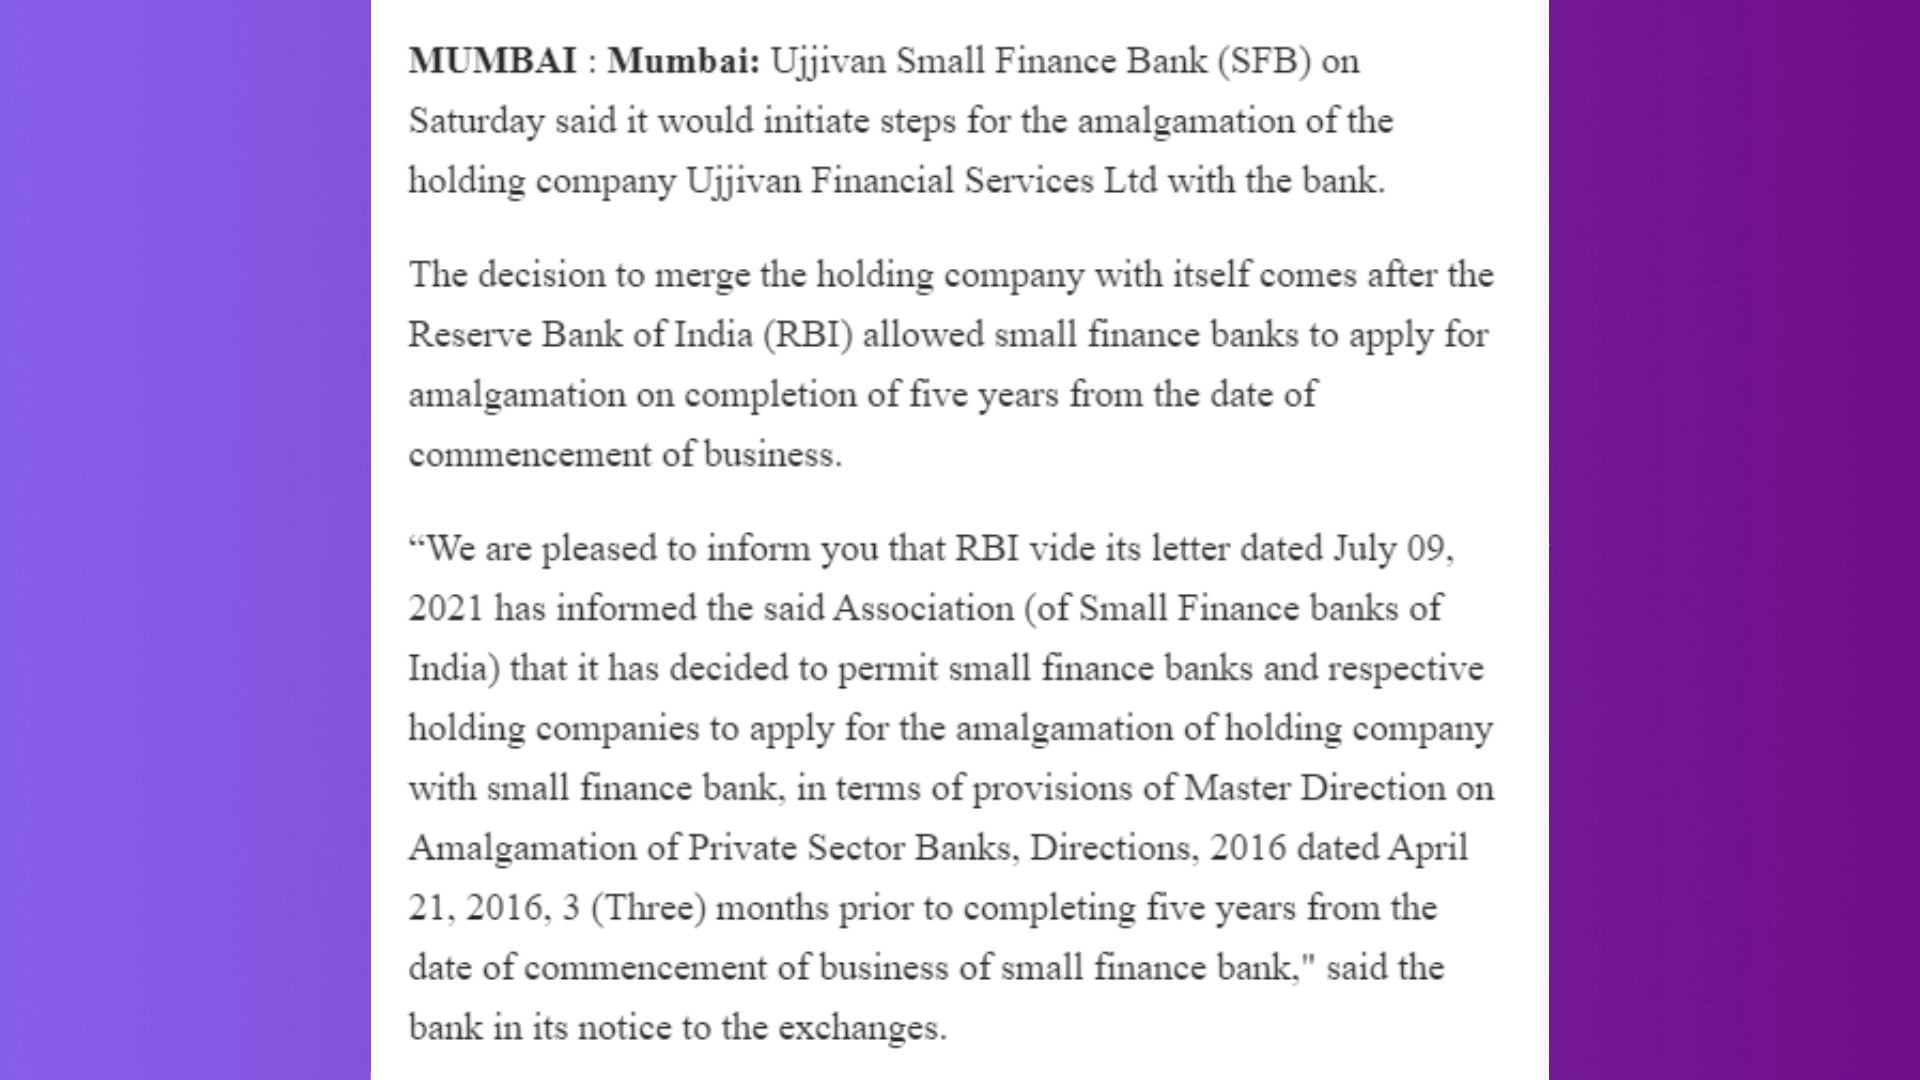 MUMBAI : Mumbai: Ujjivan Small Finance Bank (SFB) on
Saturday said it would initiate steps for the amalgamation of the
holding company Ujjivan Financial Services Ltd with the bank.
The decision to merge the holding company with itself comes after the
Reserve Bank of India (RBI) allowed small finance banks to apply for
amalgamation on completion of five years from the date of
commencement of business.
“We are pleased to inform you that RBI vide its letter dated July 09,
2021 has informed the said Association (of Small Finance banks of
India) that it has decided to permit small finance banks and respective
holding companies to apply for the amalgamation of holding company
with small finance bank, in terms of provisions of Master Direction on
Amalgamation of Private Sector Banks, Directions, 2016 dated April
21, 2016, 3 (Three) months prior to completing five years from the
date of commencement of business of small finance bank," said the
bank in its notice to the exchanges.